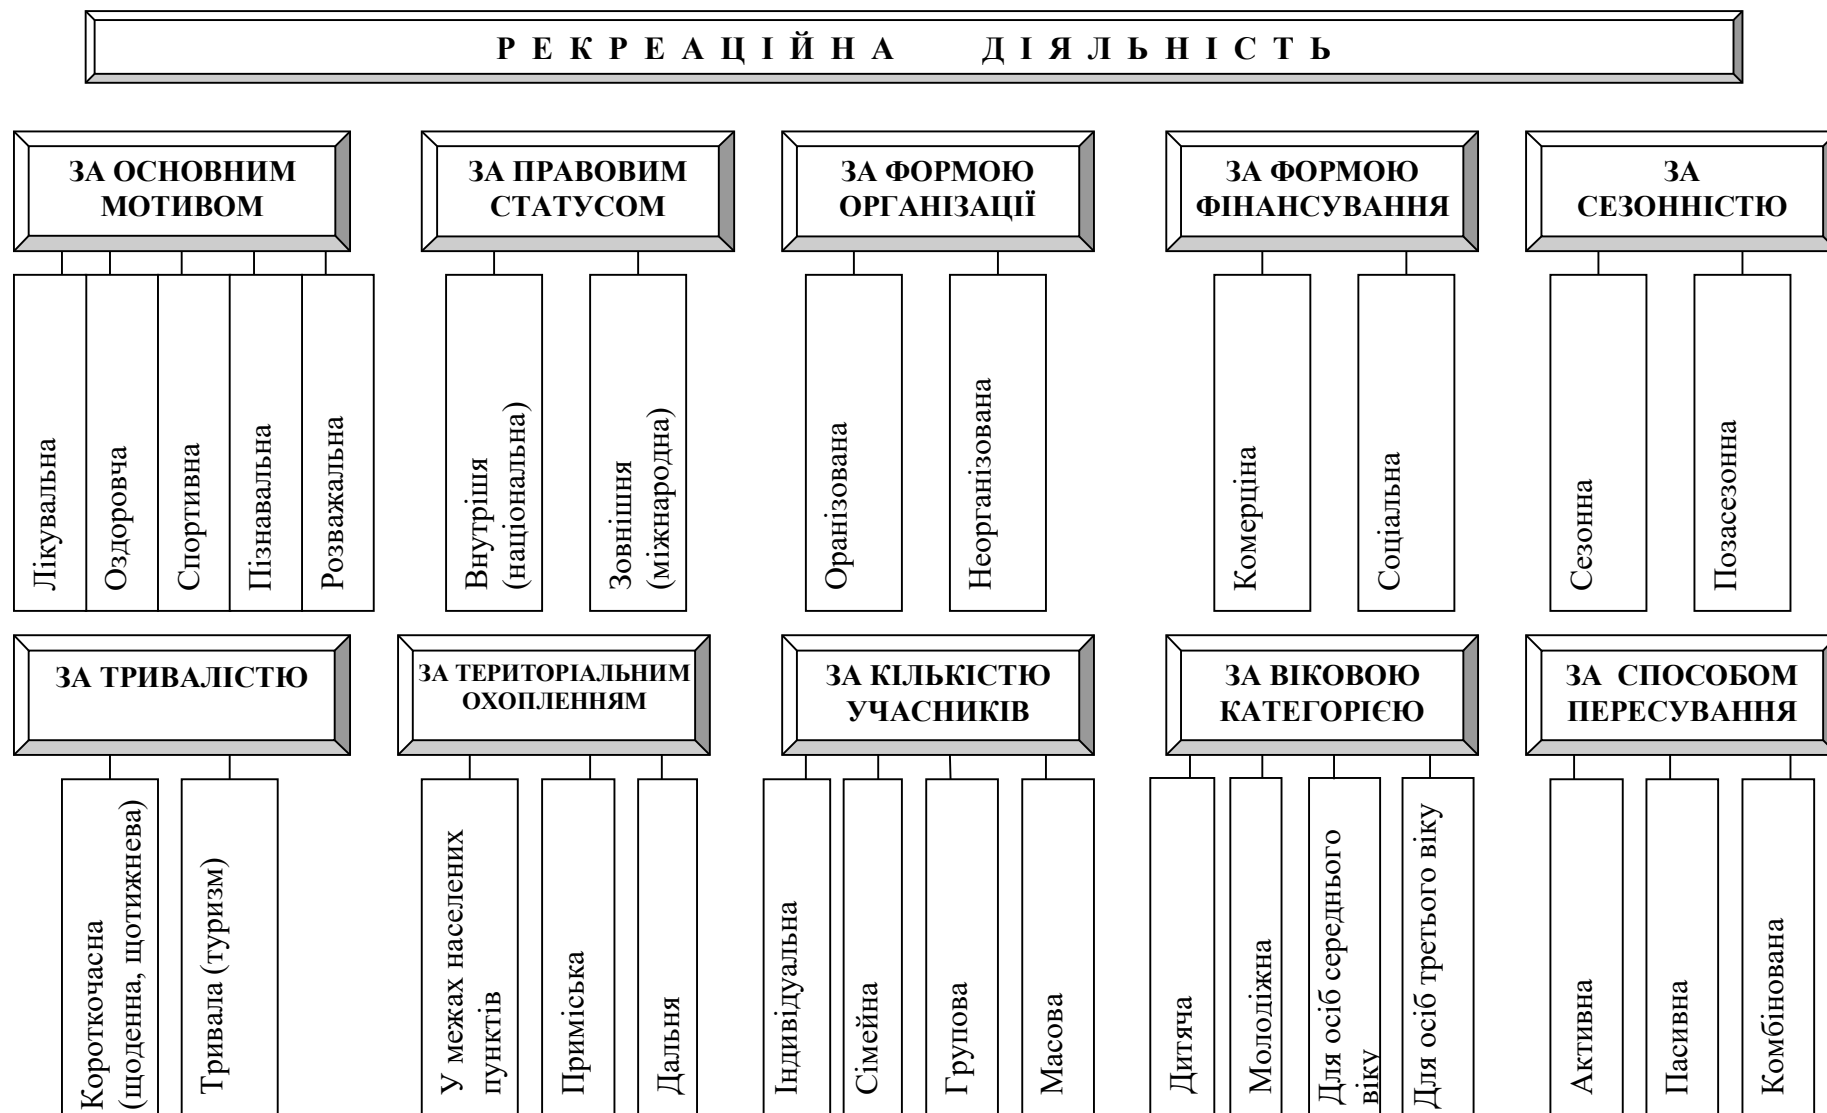 РЕКРЕАЦІЙНА ДІЯЛЬНІСТЬ
ЗА ОСНОВНИМ
МОТИВОМ
Лікувальна
Оздоровча
Спортивна
Пізнавальна
Розважальна
ЗА ПРАВОВИМ
СТАТУСОМ
Внутрішя
(національна)
Зовнішня
(міжнародна)
ЗА ФОРМОЮ
ОРГАНІЗАЦІЇ
Оранізована
Неорганізована
ЗА ФОРМОЮ
ФІНАНСУВАННЯ
Комерціна
Соціальна
ЗА
СЕЗОННІСТЮ
Сезонна
Позасезонна
ЗА ТРИВАЛІСТЮ
Короткочасна
(щоденна, щотижнева)
Тривала (туризм)
ЗА ТЕРИТОРІАЛЬНИМ
ОХОПЛЕННЯМ
У межах населених
пунктів
Приміська
Дальня
ЗА КІЛЬКІСТЮ
УЧАСНИКІВ
Індивідуальна
Сімейна
Групова
Масова
ЗА ВІКОВОЮ
КАТЕГОРІЄЮ
Дитяча
Молодіжна
Для осіб середнього
віку
Для осіб третього віку
ЗА СПОСОБОМ
ПЕРЕСУВАННЯ
Активна
Пасивна
Комбінована